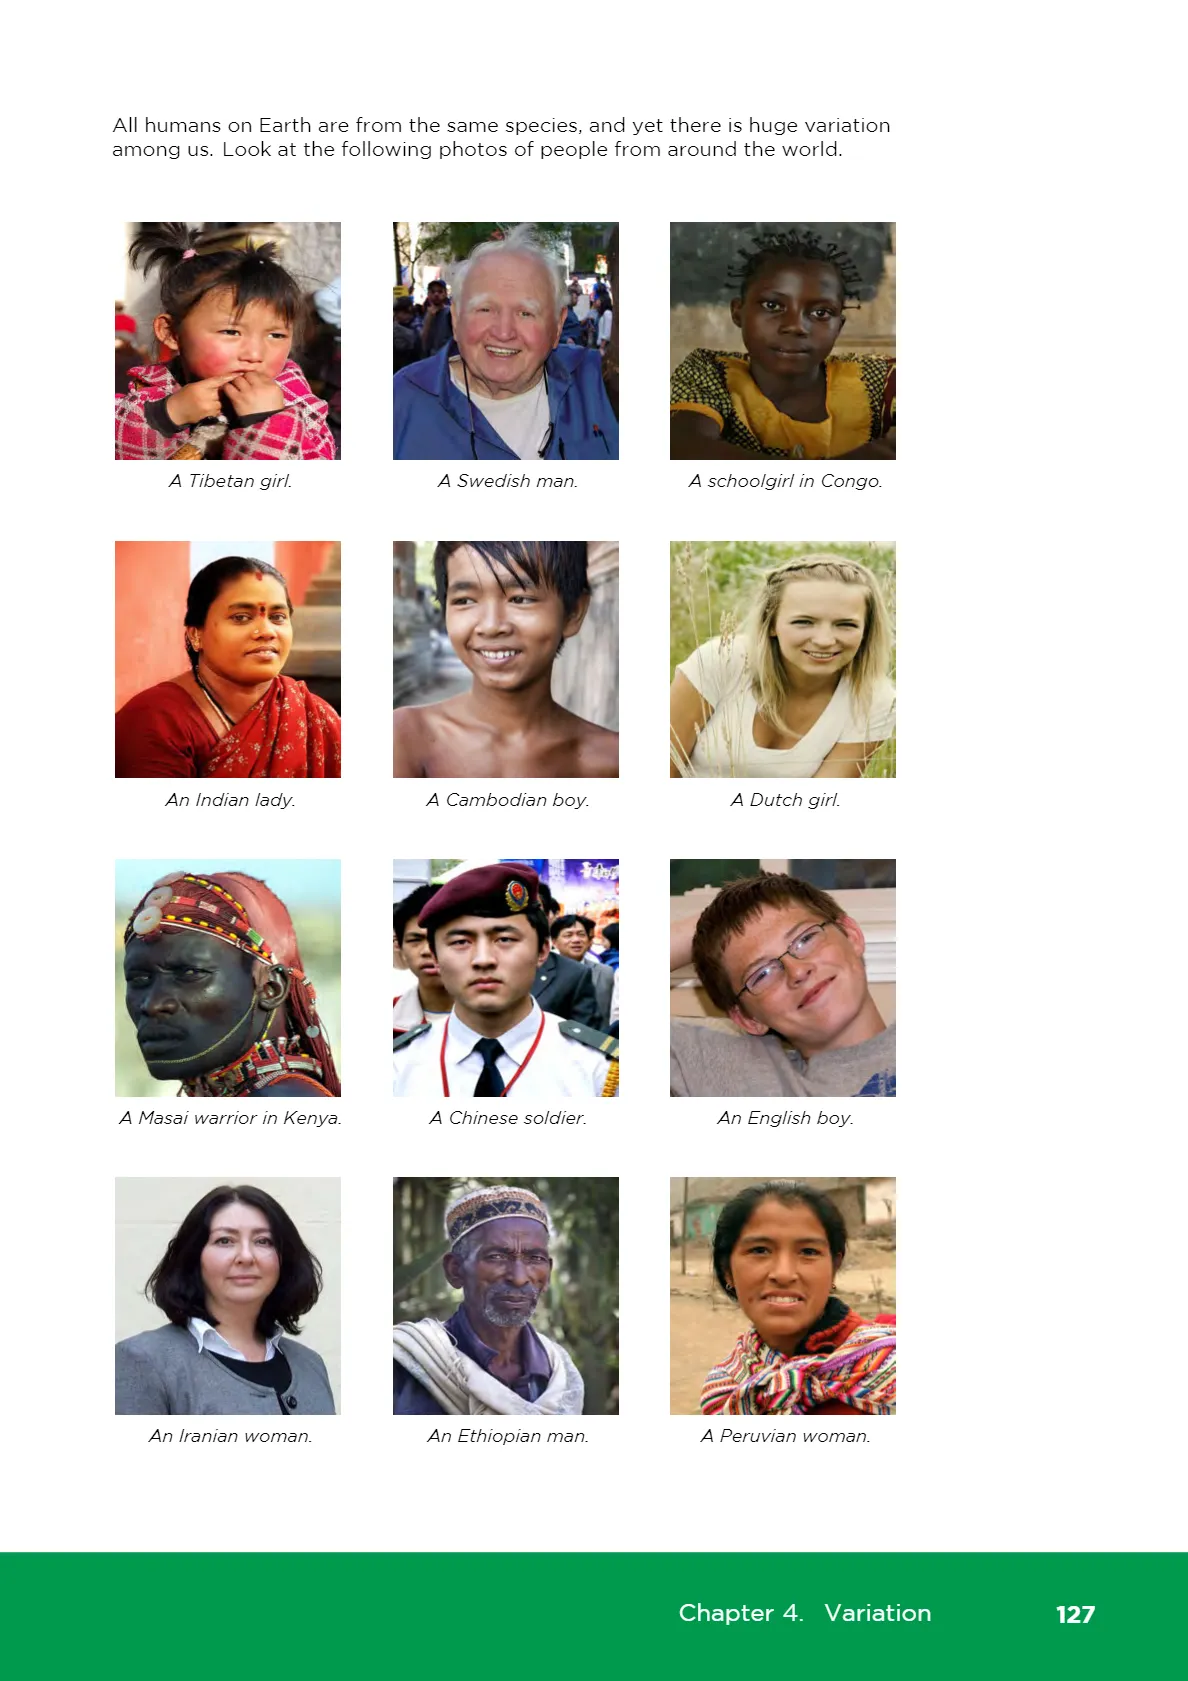 All humans on Earth are from the same species, and yet there is huge variation
among us. Look at the following photos of people from around the world.
A Tibetan girl.
A Swedish man.
A schoolgirl in Congo.
An Indian lady.
A Cambodian boy.
A Dutch girl.
A Masai warrior in Kenya.
A Chinese soldier.
An English boy.
An Iranian woman.
An Ethiopian man.
A Peruvian woman.
Chapter 4. Variation 127